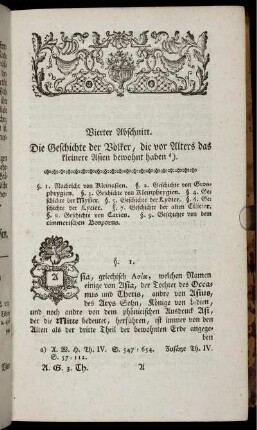 Vierter Abschnitt.
Die Geschichte der Völker, die vor Alters das
kleinere Asien bewohnt haben a).
§. 1. Nachricht von Kleinasien. §. 2. Geschichte von Gros-
phrygien. §. 3. Geschichte von Kleinphrygien. §. 4. Ge-
schichte der Mysier. §. 5. Geschichte der Lydier. §. 6. Ge-
schichte der Lycier. §. 7. Geschichte der alten Cilicier.
§. 8. Geschichte von Carien. §. 9. Geschichte von dem
cimmerischen Bosporus.
§. 1.
Asia, griechisch Ασία, welchen Namen
einige von Asia, der Tochter des Ocea-
nus und Thetis, andre von Asius,
des Atys Sohn, Könige von Lydien,
und noch andre von dem phönicischen Ausdruck Asi,
der die Mitte bedeutet, herführen, ist immer von den
Alten als der dritte Theil der bewohnten Erde angege-
ben
a) A. W. H. Th. IV. S. 547-654. Zusätze Th. IV.
S. 57-112.
A. G. 3. Th. A